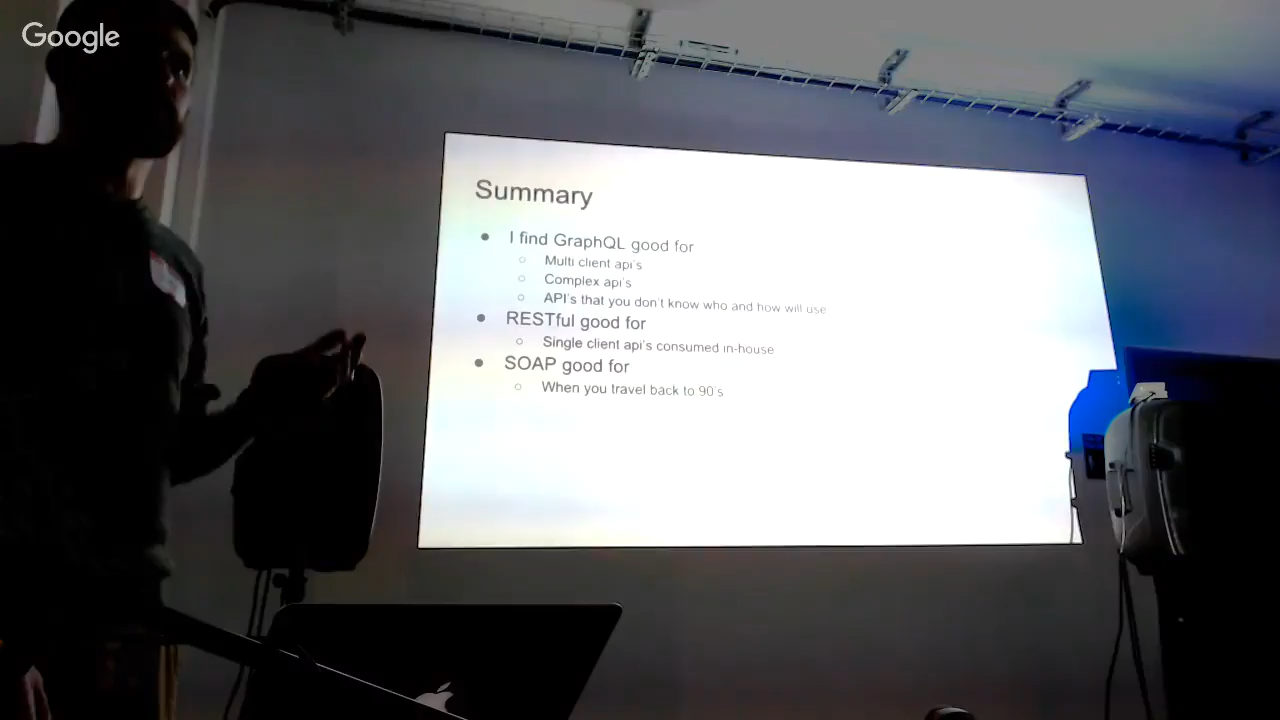 Google
Summary
I find GraphQL good for
Multi client api's
Complex api's
API's that you don't know who and how will use
RESTful good for
Single client api's consumed in-house
SOAP good for
When you travel back to 90's